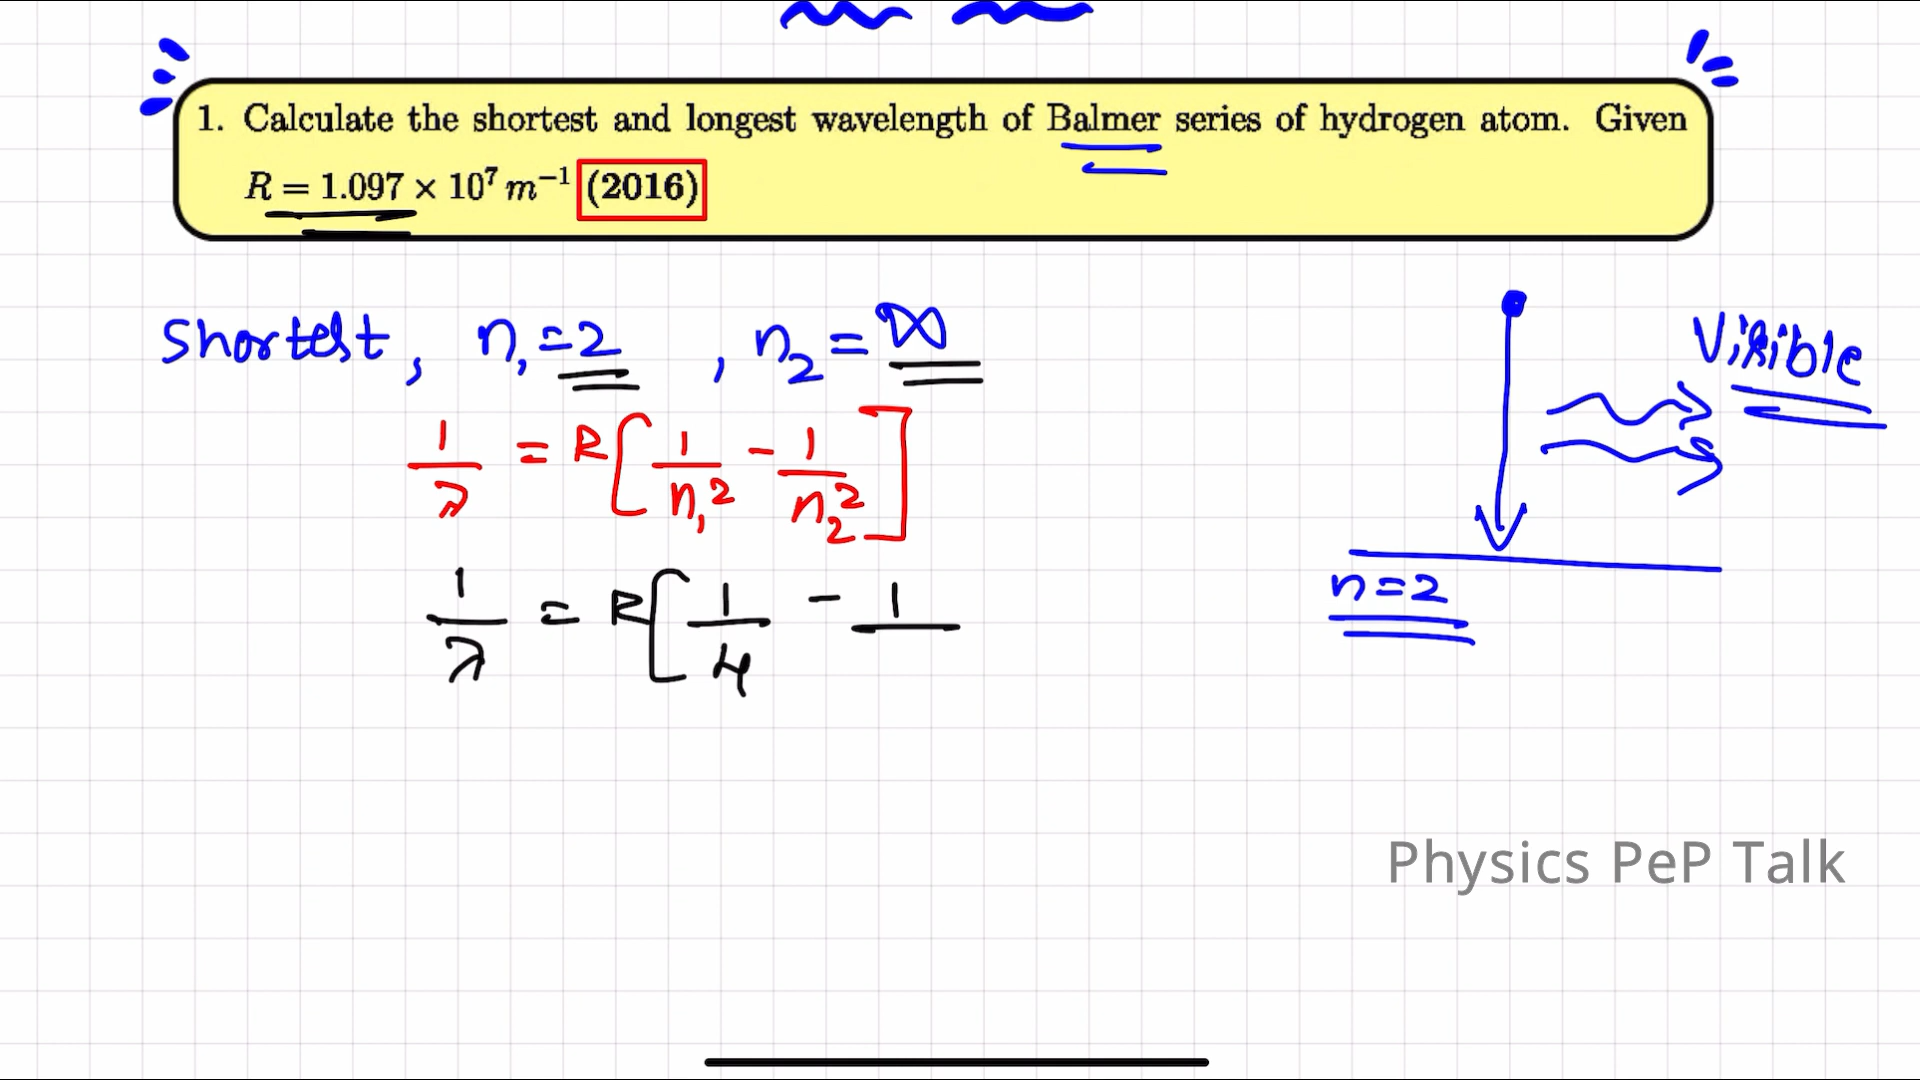 1. Calculate the shortest and longest wavelength of Balmer series of hydrogen atom. Given
R = 1.097 × 10⁷ m⁻¹ (2016)
Shortest, n₁ = 2 , n₂ = ∞
1/λ = R[1/n₁² - 1/n₂²]
1/λ = R[1/4 - 1/
Visible
n = 2
Physics PeP Talk